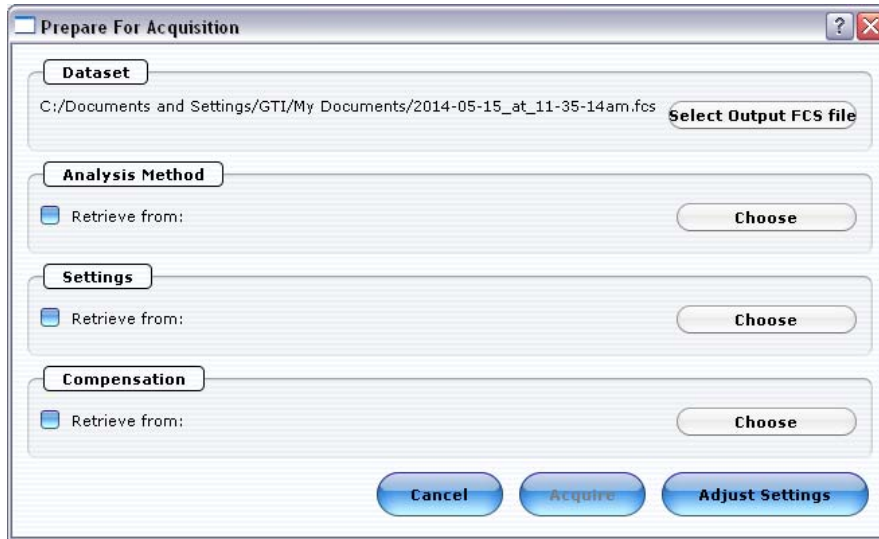 Prepare For Acquisition
?
Dataset
C:/Documents and Settings/GTI/My Documents/2014-05-15_at_11-35-14am.fcs
Select Output FCS file
Analysis Method
Retrieve from:
Choose
Settings
Retrieve from:
Choose
Compensation
Retrieve from:
Choose
Cancel
Acquire
Adjust Settings